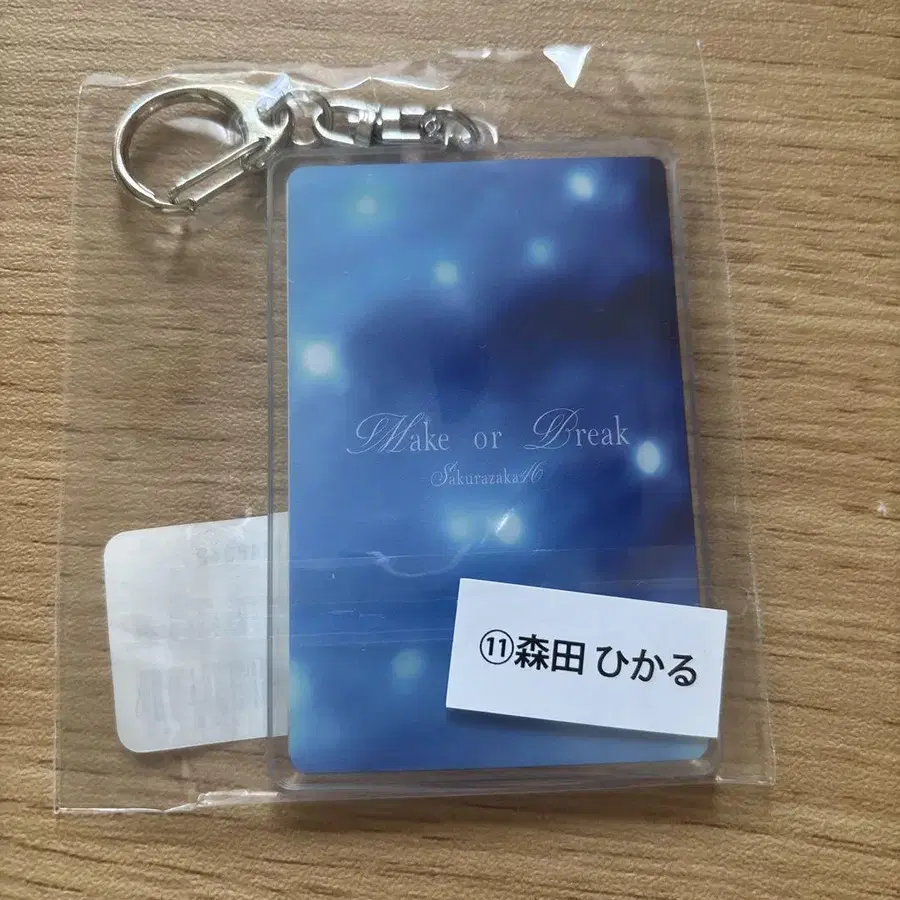 Make or Break
Sakurazaka46
⑪森田 ひかる